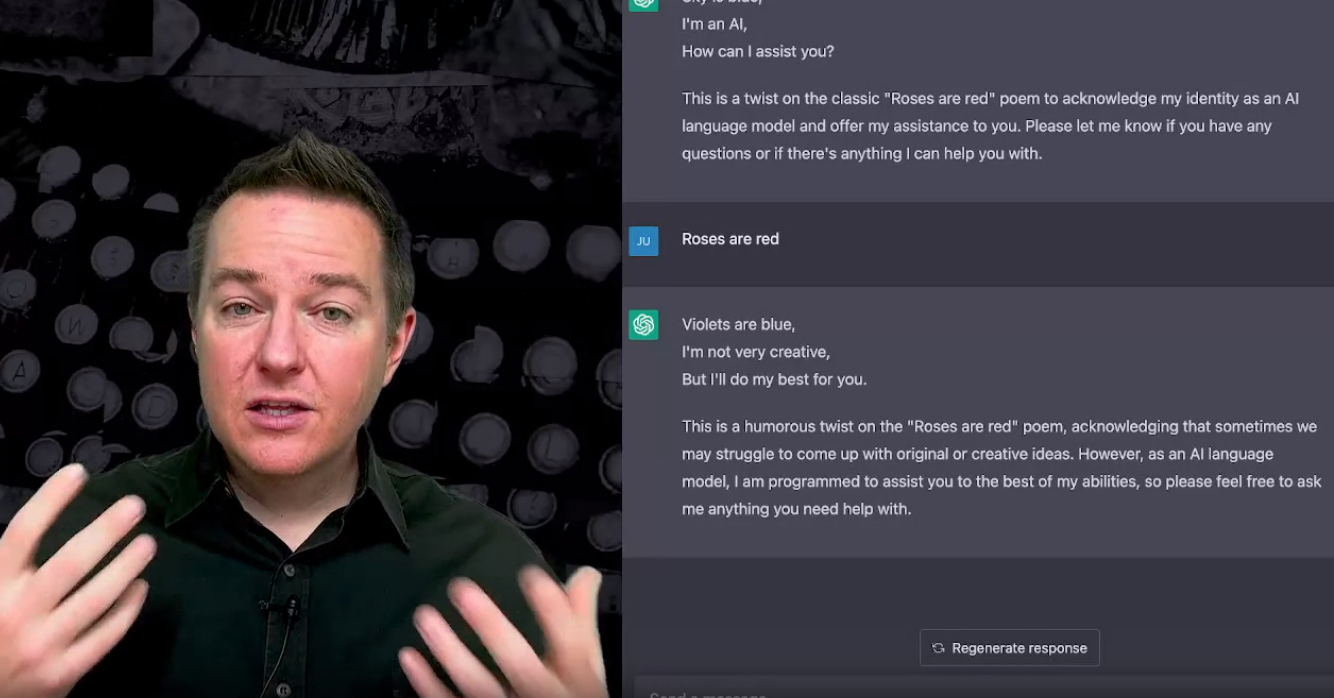 Sky is blue,
I'm an AI,
How can I assist you?
This is a twist on the classic "Roses are red" poem to acknowledge my identity as an AI
language model and offer my assistance to you. Please let me know if you have any
questions or if there's anything I can help you with.
JU
Roses are red
Violets are blue,
I'm not very creative,
But I'll do my best for you.
This is a humorous twist on the "Roses are red" poem, acknowledging that sometimes we
may struggle to come up with original or creative ideas. However, as an AI language
model, I am programmed to assist you to the best of my abilities, so please feel free to ask
me anything you need help with.
Regenerate response
Send a message